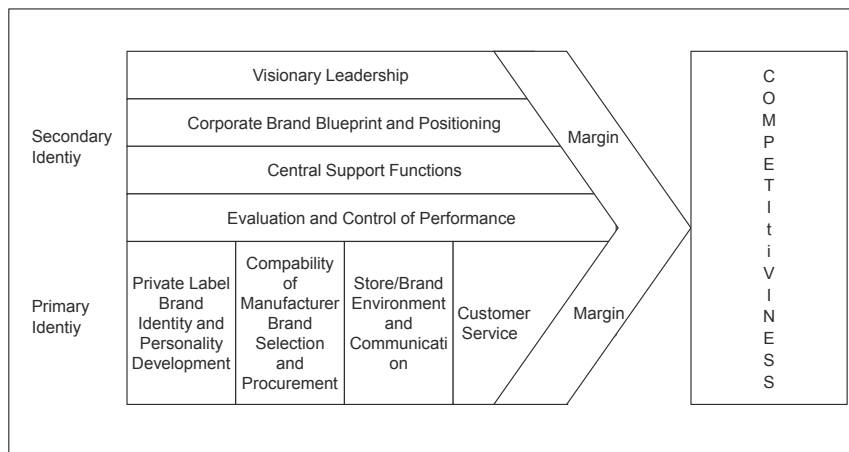 Secondary
Identiy
Visionary Leadership
Corporate Brand Blueprint and Positioning
Central Support Functions
Evaluation and Control of Performance
Margin
Primary
Identiy
Private Label
Brand
Identity and
Personality
Development
Compability
of
Manufacturer
Brand
Selection
and
Procurement
Store/Brand
Environment
and
Communicati
on
Customer
Service
Margin
C
O
M
P
E
T
I
t
i
V
I
N
E
S
S